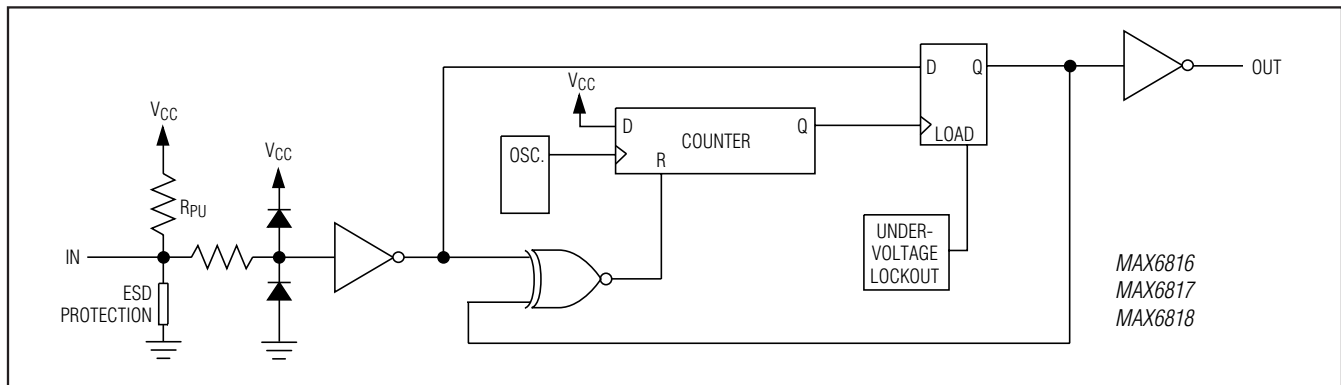 VCC
RPU
IN
ESD
PROTECTION
VCC
OSC.
VCC
D
COUNTER
Q
R
D
Q
LOAD
UNDER-
VOLTAGE
LOCKOUT
OUT
MAX6816
MAX6817
MAX6818